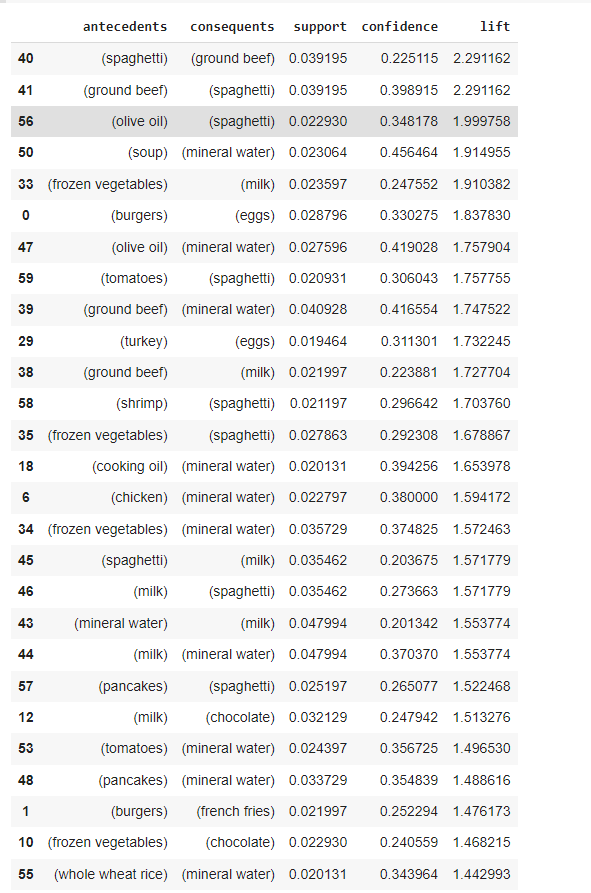 antecedents consequents support confidence lift
40 (spaghetti) (ground beef) 0.039195 0.225115 2.291162
41 (ground beef) (spaghetti) 0.039195 0.398915 2.291162
56 (olive oil) (spaghetti) 0.022930 0.348178 1.999758
50 (soup) (mineral water) 0.023064 0.456464 1.914955
33 (frozen vegetables) (milk) 0.023597 0.247552 1.910382
0 (burgers) (eggs) 0.028796 0.330275 1.837830
47 (olive oil) (mineral water) 0.027596 0.419028 1.757904
59 (tomatoes) (spaghetti) 0.020931 0.306043 1.757755
39 (ground beef) (mineral water) 0.040928 0.416554 1.747522
29 (turkey) (eggs) 0.019464 0.311301 1.732245
38 (ground beef) (milk) 0.021997 0.223881 1.727704
58 (shrimp) (spaghetti) 0.021197 0.296642 1.703760
35 (frozen vegetables) (spaghetti) 0.027863 0.292308 1.678867
18 (cooking oil) (mineral water) 0.020131 0.394256 1.653978
6 (chicken) (mineral water) 0.022797 0.380000 1.594172
34 (frozen vegetables) (mineral water) 0.035729 0.374825 1.572463
45 (spaghetti) (milk) 0.035462 0.203675 1.571779
46 (milk) (spaghetti) 0.035462 0.273663 1.571779
43 (mineral water) (milk) 0.047994 0.201342 1.553774
44 (milk) (mineral water) 0.047994 0.370370 1.553774
57 (pancakes) (spaghetti) 0.025197 0.265077 1.522468
12 (milk) (chocolate) 0.032129 0.247942 1.513276
53 (tomatoes) (mineral water) 0.024397 0.356725 1.496530
48 (pancakes) (mineral water) 0.033729 0.354839 1.488616
1 (burgers) (french fries) 0.021997 0.252294 1.476173
10 (frozen vegetables) (chocolate) 0.022930 0.240559 1.468215
55 (whole wheat rice) (mineral water) 0.020131 0.343964 1.442993